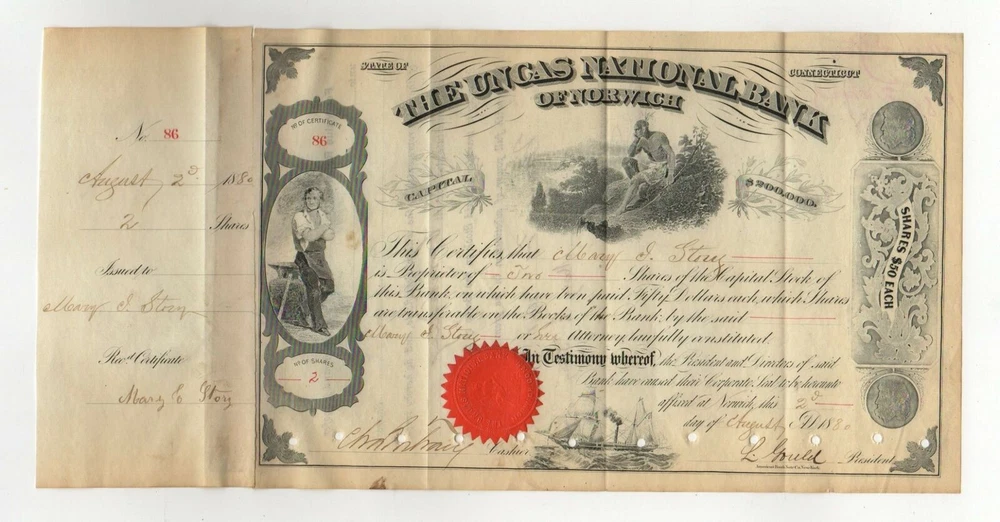 No. 86
August 2d 1880
2 Shares
Issued to
Mary E. Story
Rec'd Certificate
Mary E Story
No OF CERTIFICATE
86
No OF SHARES
2
STATE OF CONNECTICUT
THE UNCAS NATIONAL BANK
OF NORWICH
CAPITAL $200,000.
SHARES $50 EACH
This Certifies, that Mary E. Story
is Proprietor of Two Shares of the Capital Stock of
this Bank, on which have been paid Fifty Dollars each, which Shares
are transferable on the Books of the Bank, by the said
Mary E. Story or her Attorney, lawfully constituted.
In Testimony whereof, the President and Directors of said
Bank have caused their Corporate Seal to be hereunto
affixed at Norwich, this 2d
day of August AD 1880
Cashier
L. Gould President